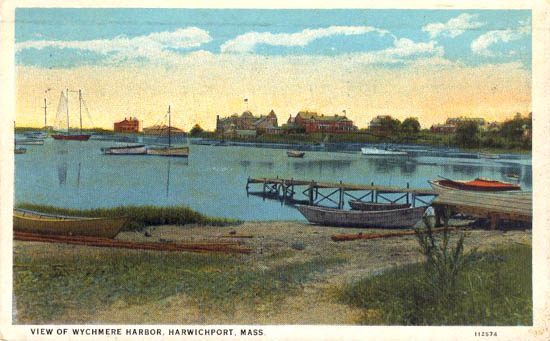 VIEW OF WYCHMERE HARBOR, HARWICHPORT, MASS.
112574